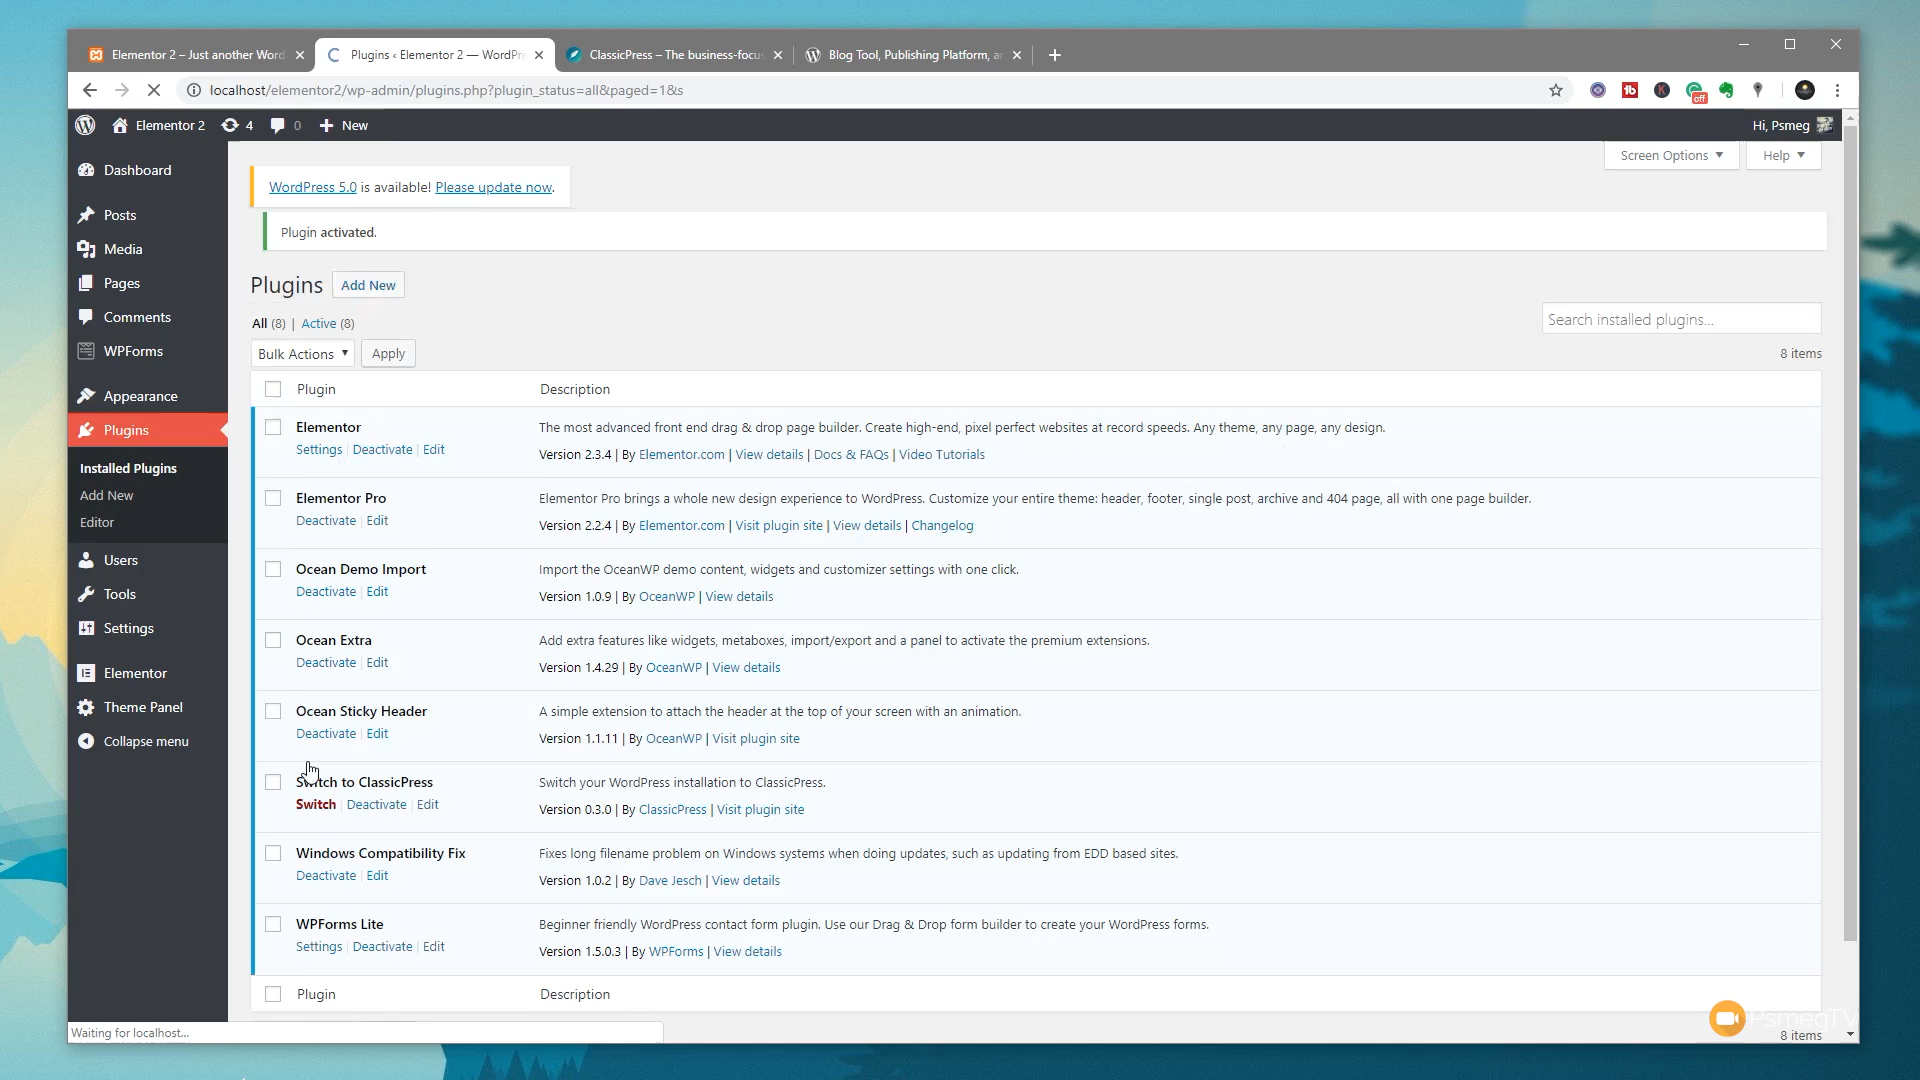 Elementor 2 – Just another Word
Plugins ‹ Elementor 2 — WordPre
ClassicPress – The business-focus
Blog Tool, Publishing Platform, a
localhost/elementor2/wp-admin/plugins.php?plugin_status=all&paged=1&s
off
Elementor 2
4
0
New
Hi, Psmeg
Screen Options
Help
Dashboard
Posts
Media
Pages
Comments
WPForms
Appearance
Plugins
Installed Plugins
Add New
Editor
Users
Tools
Settings
Elementor
Theme Panel
Collapse menu
WordPress 5.0 is available! Please update now.
Plugin activated.
Plugins Add New
All (8) | Active (8)
Search installed plugins...
Bulk Actions Apply
8 items
Plugin Description
Elementor
Settings | Deactivate | Edit
The most advanced front end drag & drop page builder. Create high-end, pixel perfect websites at record speeds. Any theme, any page, any design.
Version 2.3.4 | By Elementor.com | View details | Docs & FAQs | Video Tutorials
Elementor Pro
Deactivate | Edit
Elementor Pro brings a whole new design experience to WordPress. Customize your entire theme: header, footer, single post, archive and 404 page, all with one page builder.
Version 2.2.4 | By Elementor.com | Visit plugin site | View details | Changelog
Ocean Demo Import
Deactivate | Edit
Import the OceanWP demo content, widgets and customizer settings with one click.
Version 1.0.9 | By OceanWP | View details
Ocean Extra
Deactivate | Edit
Add extra features like widgets, metaboxes, import/export and a panel to activate the premium extensions.
Version 1.4.29 | By OceanWP | View details
Ocean Sticky Header
Deactivate | Edit
A simple extension to attach the header at the top of your screen with an animation.
Version 1.1.11 | By OceanWP | Visit plugin site
Switch to ClassicPress
Switch | Deactivate | Edit
Switch your WordPress installation to ClassicPress.
Version 0.3.0 | By ClassicPress | Visit plugin site
Windows Compatibility Fix
Deactivate | Edit
Fixes long filename problem on Windows systems when doing updates, such as updating from EDD based sites.
Version 1.0.2 | By Dave Jesch | View details
WPForms Lite
Settings | Deactivate | Edit
Beginner friendly WordPress contact form plugin. Use our Drag & Drop form builder to create your WordPress forms.
Version 1.5.0.3 | By WPForms | View details
Plugin Description
8 items
Waiting for localhost...
PsmegTV